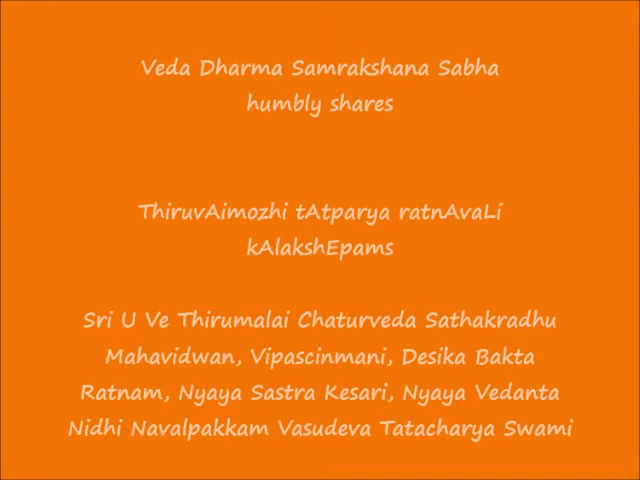 Veda Dharma Samrakshana Sabha
humbly shares
ThiruvAimozhi tAtparya ratnAvaLi
kAlakshEpams
Sri U Ve Thirumalai Chaturveda Sathakradhu
Mahavidwan, Vipascinmani, Desika Bakta
Ratnam, Nyaya Sastra Kesari, Nyaya Vedanta
Nidhi Navalpakkam Vasudeva Tatacharya Swami